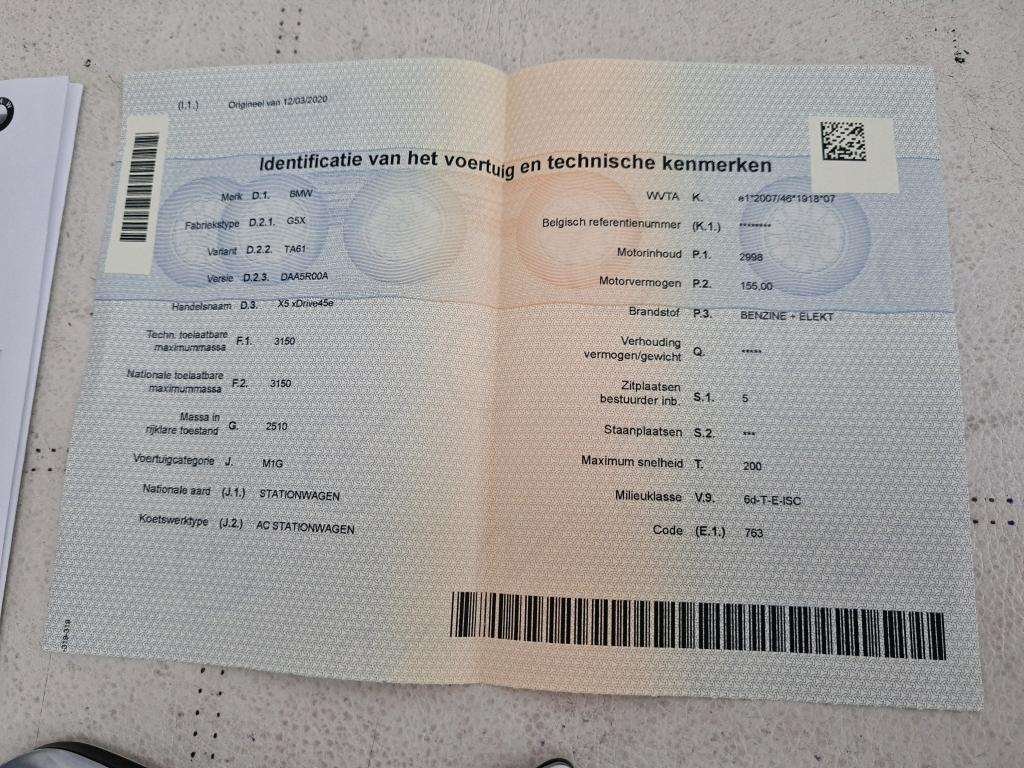 (I.1.) Origineel van 12/03/2020
Identificatie van het voertuig en technische kenmerken
Merk D.1. BMW
Fabriekstype D.2.1. G5X
Variant D.2.2. TA61
Versie D.2.3. DAA5R00A
Handelsnaam D.3. X5 xDrive45e
Techn. toelaatbare
maximummassa F.1. 3150
Nationale toelaatbare
maximummassa F.2. 3150
Massa in
rijklare toestand G. 2510
Voertuigcategorie J. M1G
Nationale aard (J.1.) STATIONWAGEN
Koetswerktype (J.2.) AC STATIONWAGEN
WVTA K. e1*2007/46*1918*07
Belgisch referentienummer (K.1.) ********
Motorinhoud P.1. 2998
Motorvermogen P.2. 155,00
Brandstof P.3. BENZINE + ELEKT
Verhouding
vermogen/gewicht Q. *****
Zitplaatsen
bestuurder inb. S.1. 5
Staanplaatsen S.2. ***
Maximum snelheid T. 200
Milieuklasse V.9. 6d-T-E-ISC
Code (E.1.) 763